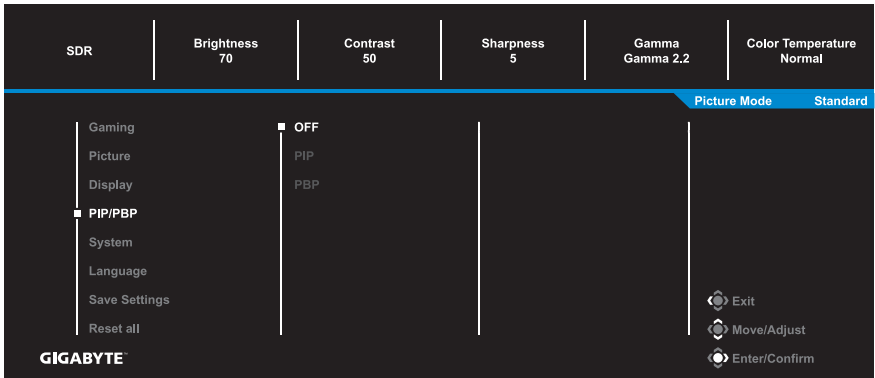 SDR
Brightness
70
Contrast
50
Sharpness
5
Gamma
Gamma 2.2
Color Temperature
Normal
Picture Mode Standard
Gaming
Picture
Display
PIP/PBP
System
Language
Save Settings
Reset all
OFF
PIP
PBP
Exit
Move/Adjust
Enter/Confirm
GIGABYTE™